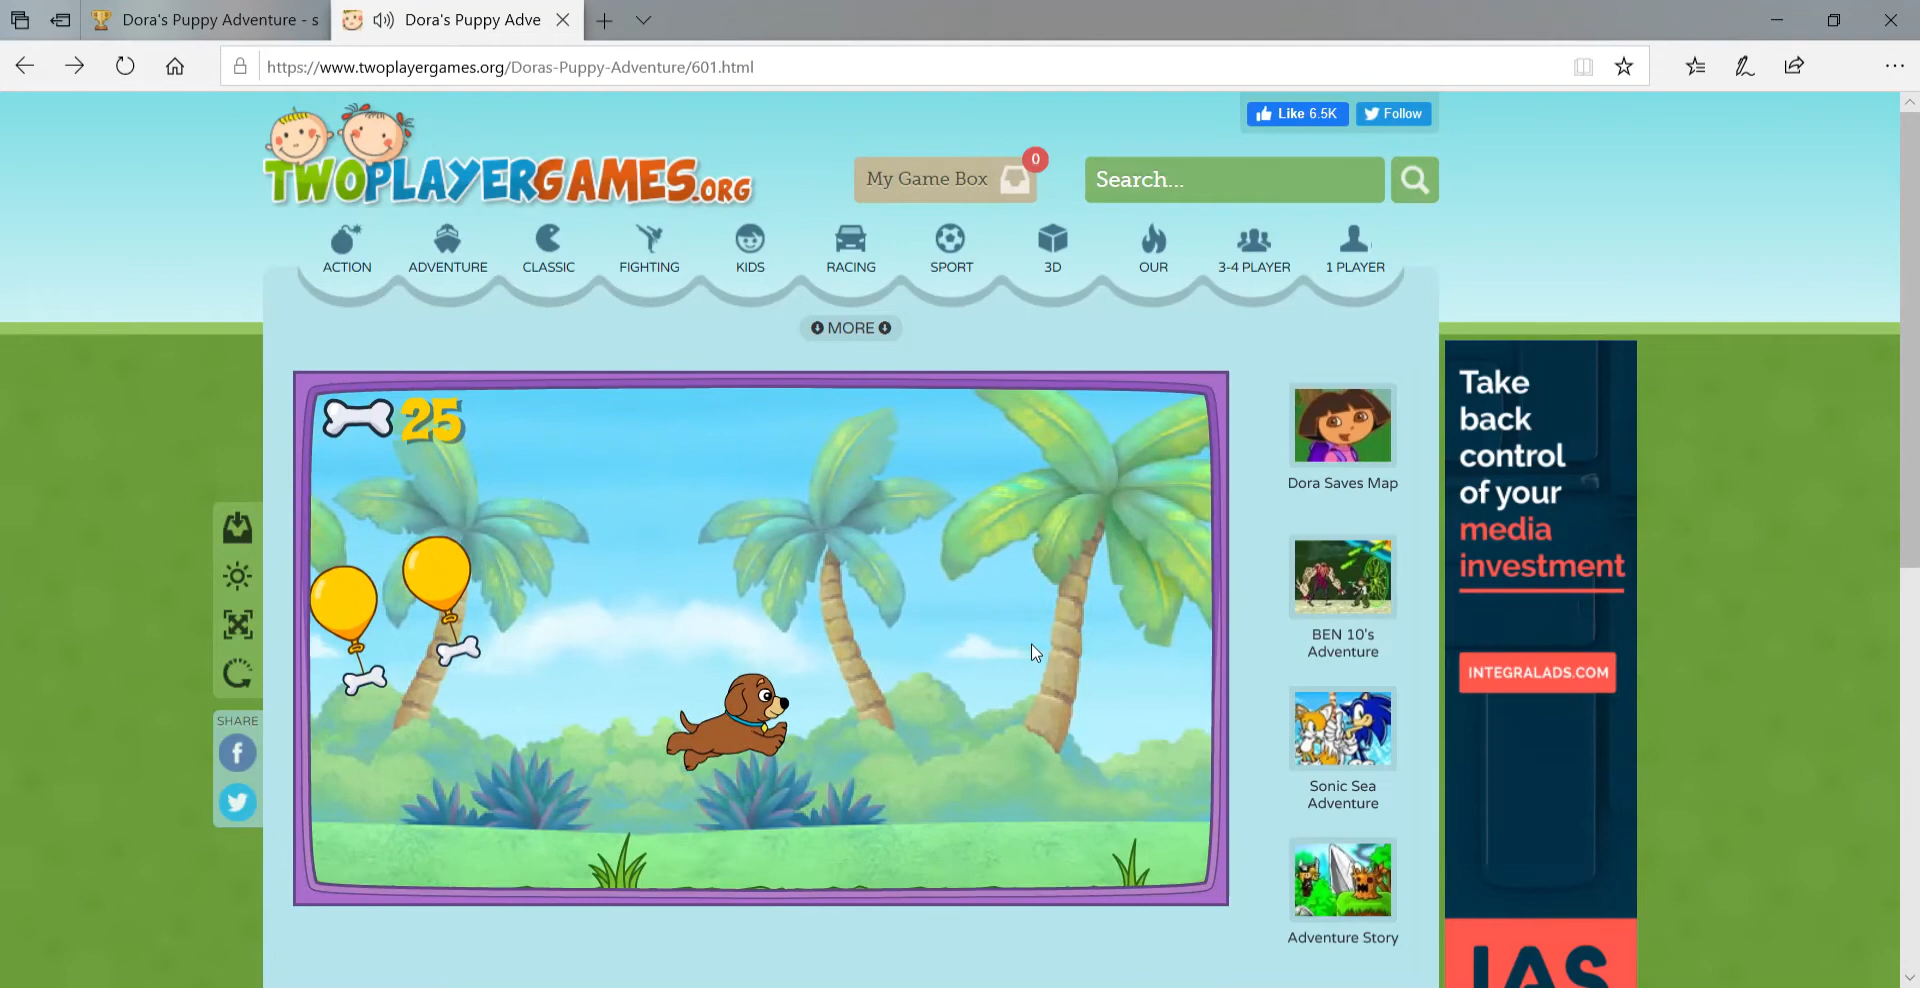 Dora's Puppy Adventure - s
Dora's Puppy Adve
https://www.twoplayergames.org/Doras-Puppy-Adventure/601.html
Like 6.5K
Follow
TWOPLAYERGAMES.ORG
My Game Box
0
Search...
ACTION
ADVENTURE
CLASSIC
FIGHTING
KIDS
RACING
SPORT
3D
OUR
3-4 PLAYER
1 PLAYER
MORE
25
SHARE
Dora Saves Map
BEN 10's
Adventure
Sonic Sea
Adventure
Adventure Story
Take
back
control
of your
media
investment
INTEGRALADS.COM
IAS